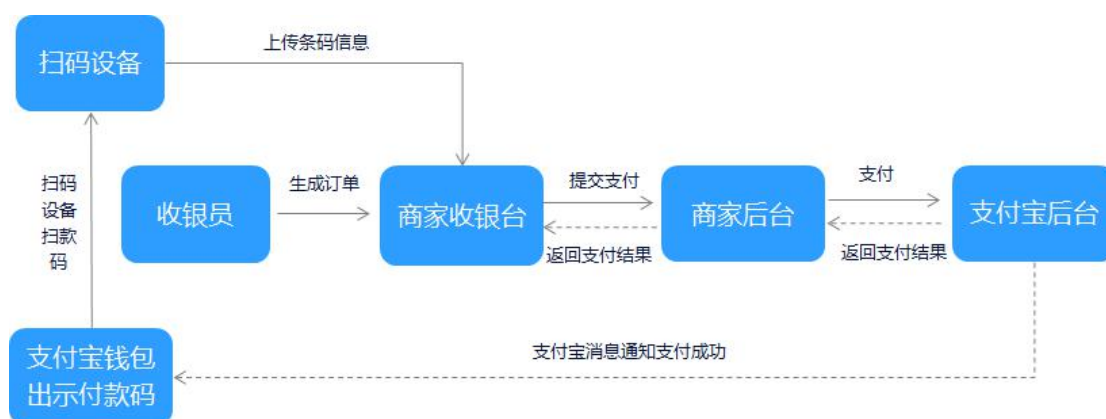 扫码设备
上传条码信息
扫码
设备
扫款
码
收银员
生成订单
商家收银台
提交支付
返回支付结果
商家后台
支付
返回支付结果
支付宝后台
支付宝钱包
出示付款码
支付宝消息通知支付成功